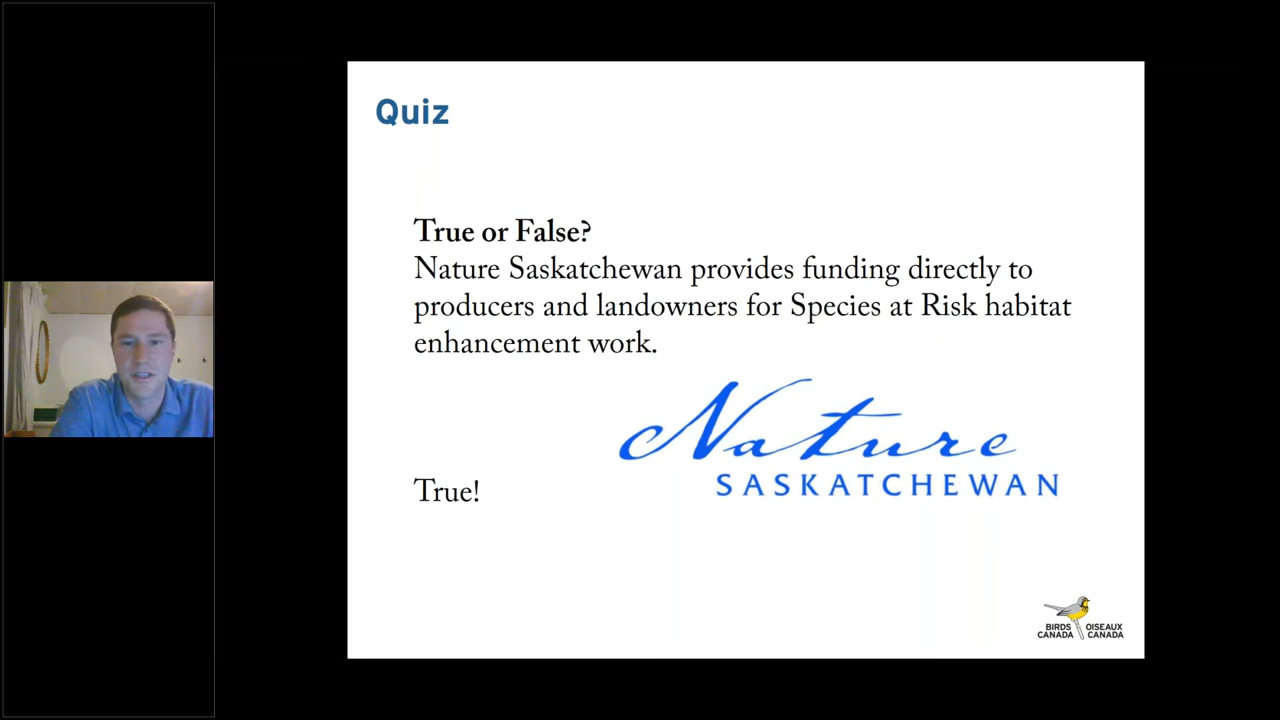 Quiz
True or False?
Nature Saskatchewan provides funding directly to
producers and landowners for Species at Risk habitat
enhancement work.
Nature
SASKATCHEWAN
True!
BIRDS OISEAUX
CANADA CANADA